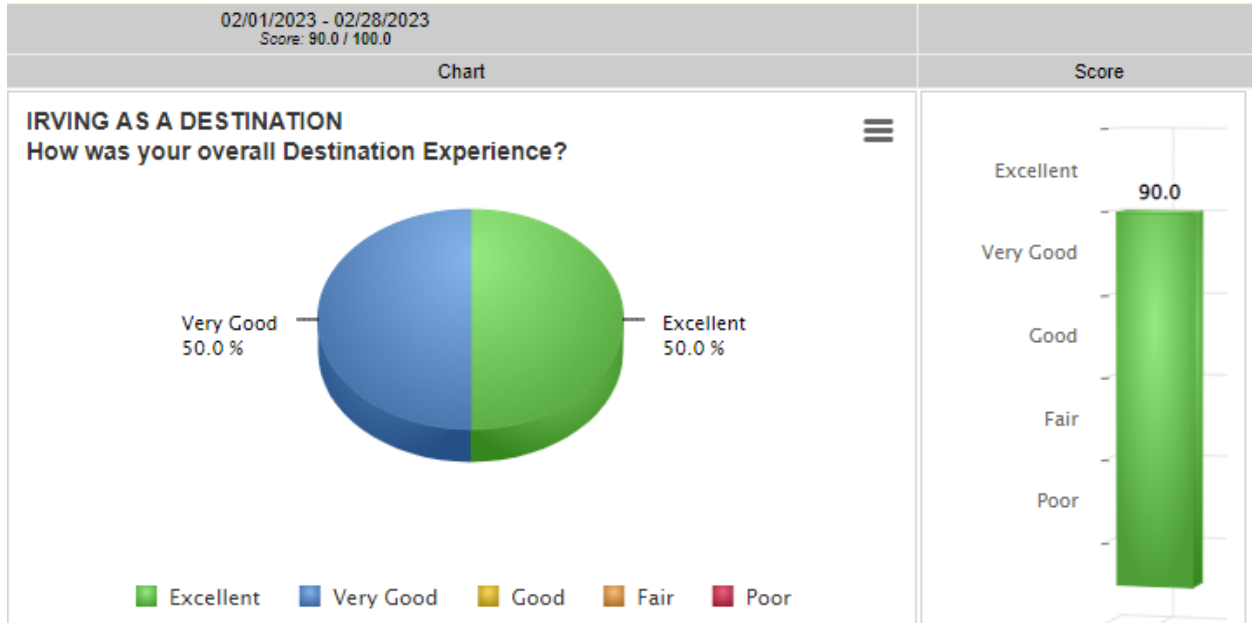 02/01/2023 - 02/28/2023
Score: 90.0 / 100.0
Chart
Score
IRVING AS A DESTINATION
How was your overall Destination Experience?
Very Good
50.0 %
Excellent
50.0 %
Excellent
Very Good
Good
Fair
Poor
90.0
Excellent
Very Good
Good
Fair
Poor